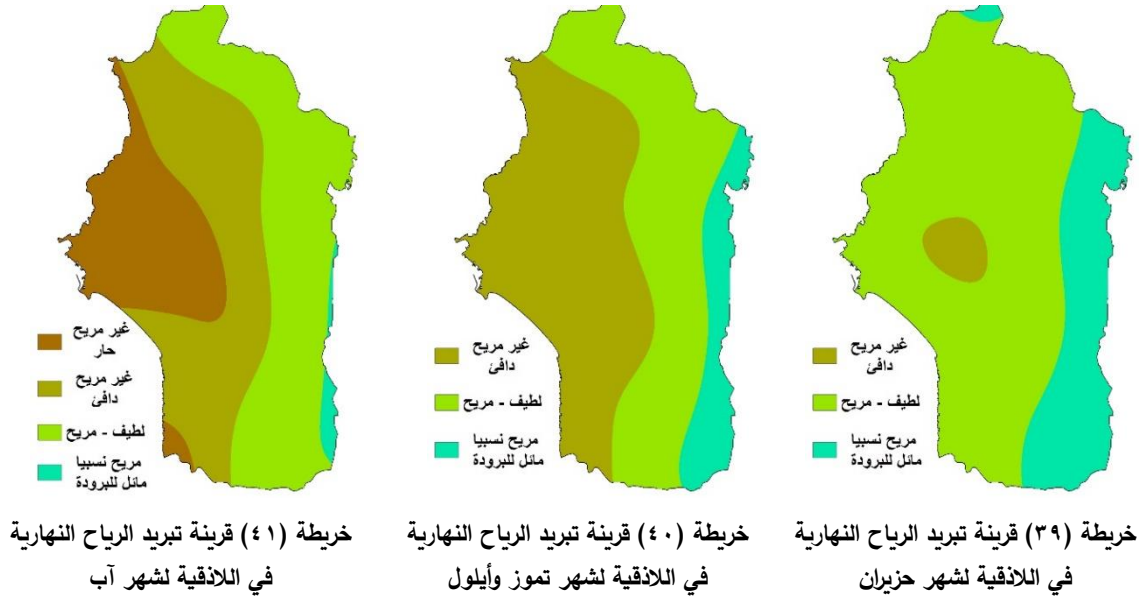 غير مريح
دافئ
لطيف - مريح
مريح نسبيا
مائل للبرودة
خريطة (٣٩) قرينة تبريد الرياح النهارية
في اللاذقية لشهر حزيران
غير مريح
دافئ
لطيف - مريح
مريح نسبيا
مائل للبرودة
خريطة (٤٠) قرينة تبريد الرياح النهارية
في اللاذقية لشهر تموز وأيلول
غير مريح
حار
غير مريح
دافئ
لطيف - مريح
مريح نسبيا
مائل للبرودة
خريطة (٤١) قرينة تبريد الرياح النهارية
في اللاذقية لشهر آب